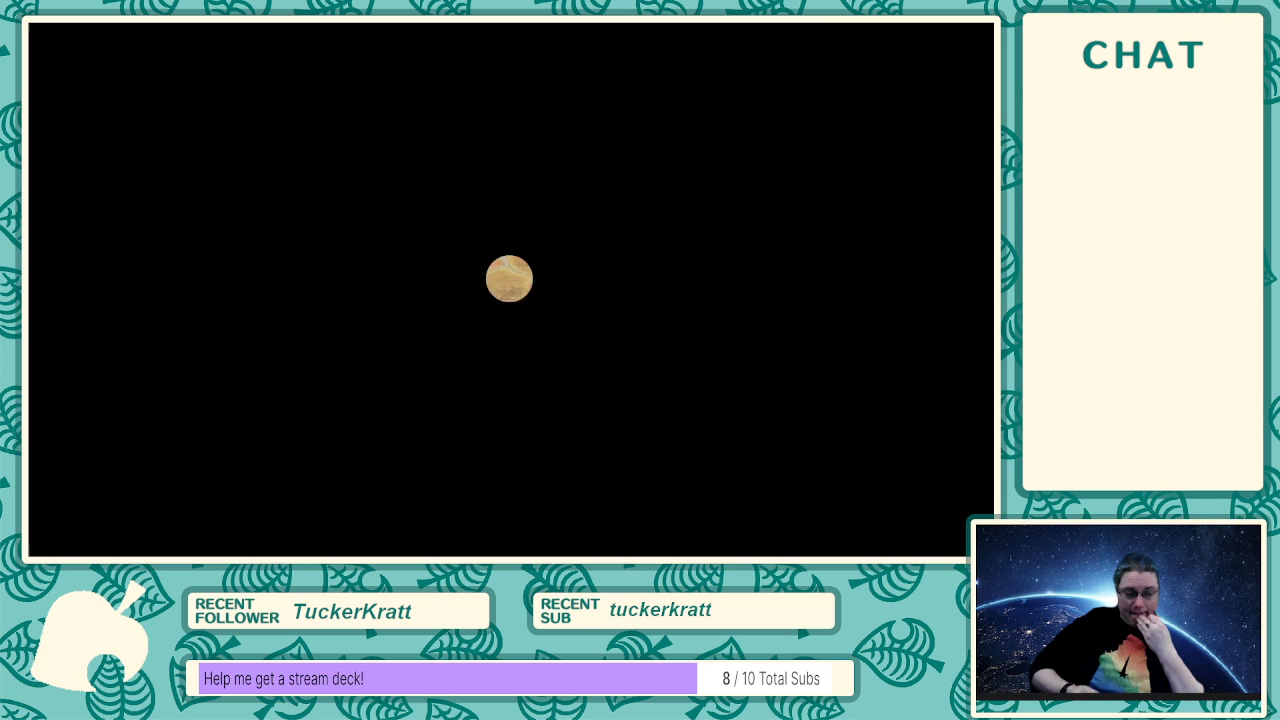 CHAT
RECENT
FOLLOWER
TuckerKratt
RECENT
SUB
tuckerkratt
Help me get a stream deck!
8 / 10 Total Subs